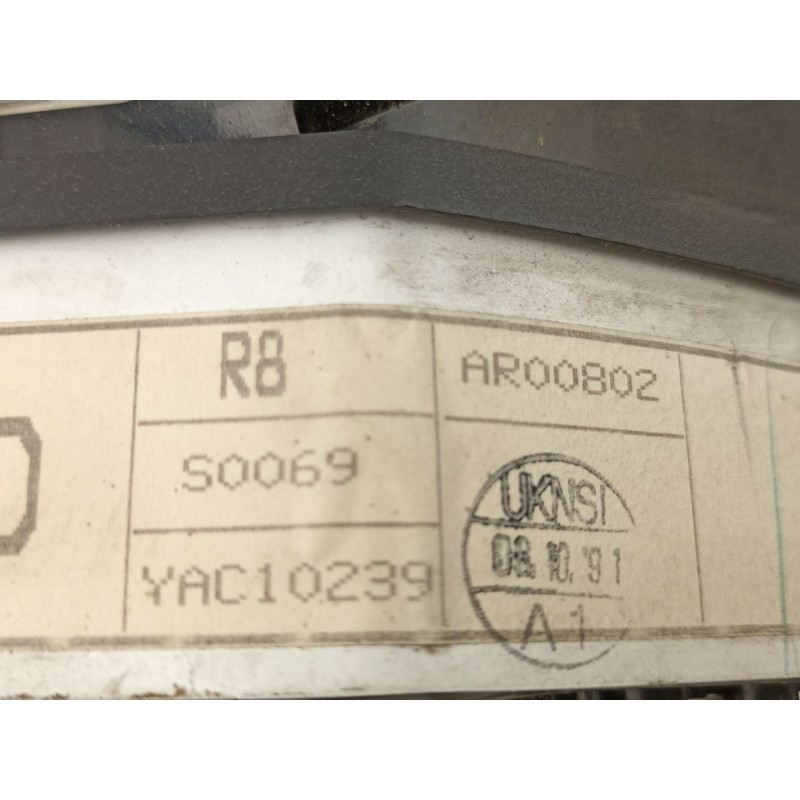 R8
AR00802
S0069
YAC10239
UKNSI
08.10.'91
A1